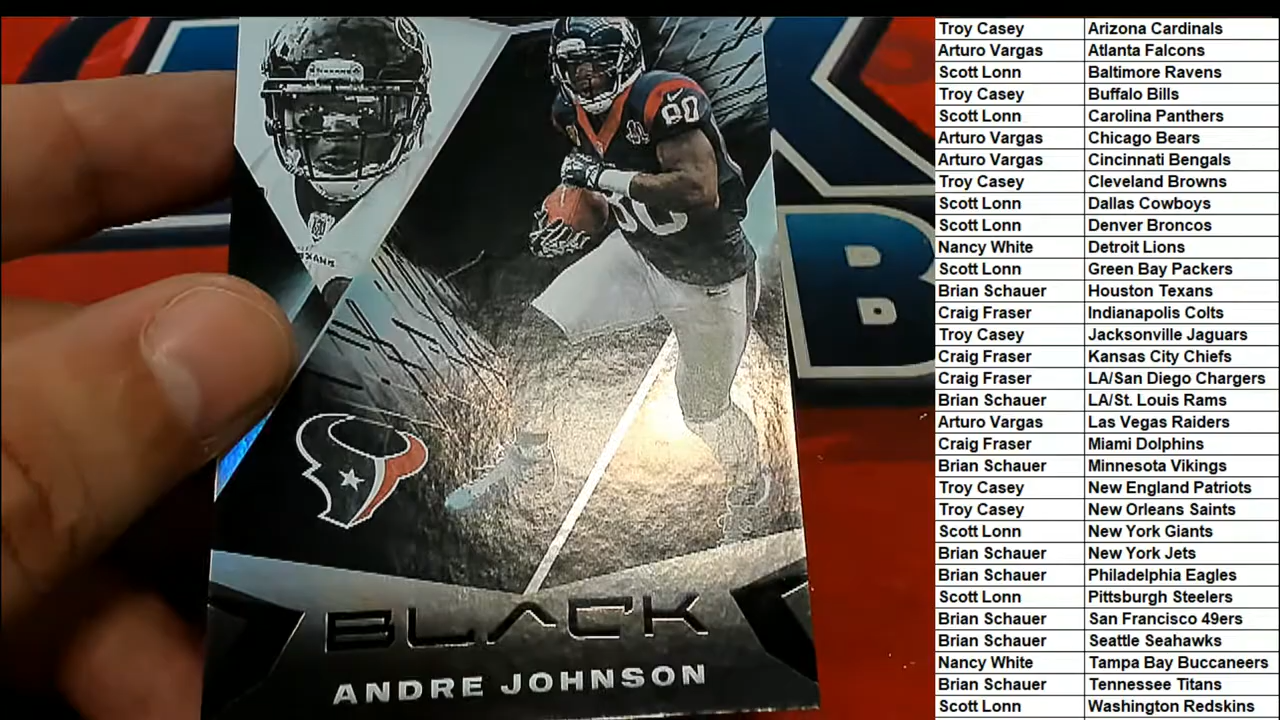 80
80
BLACK
ANDRE JOHNSON
B
Troy Casey Arizona Cardinals
Arturo Vargas Atlanta Falcons
Scott Lonn Baltimore Ravens
Troy Casey Buffalo Bills
Scott Lonn Carolina Panthers
Arturo Vargas Chicago Bears
Arturo Vargas Cincinnati Bengals
Troy Casey Cleveland Browns
Scott Lonn Dallas Cowboys
Scott Lonn Denver Broncos
Nancy White Detroit Lions
Scott Lonn Green Bay Packers
Brian Schauer Houston Texans
Craig Fraser Indianapolis Colts
Troy Casey Jacksonville Jaguars
Craig Fraser Kansas City Chiefs
Craig Fraser LA/San Diego Chargers
Brian Schauer LA/St. Louis Rams
Arturo Vargas Las Vegas Raiders
Craig Fraser Miami Dolphins
Brian Schauer Minnesota Vikings
Troy Casey New England Patriots
Troy Casey New Orleans Saints
Scott Lonn New York Giants
Brian Schauer New York Jets
Brian Schauer Philadelphia Eagles
Scott Lonn Pittsburgh Steelers
Brian Schauer San Francisco 49ers
Brian Schauer Seattle Seahawks
Nancy White Tampa Bay Buccaneers
Brian Schauer Tennessee Titans
Scott Lonn Washington Redskins